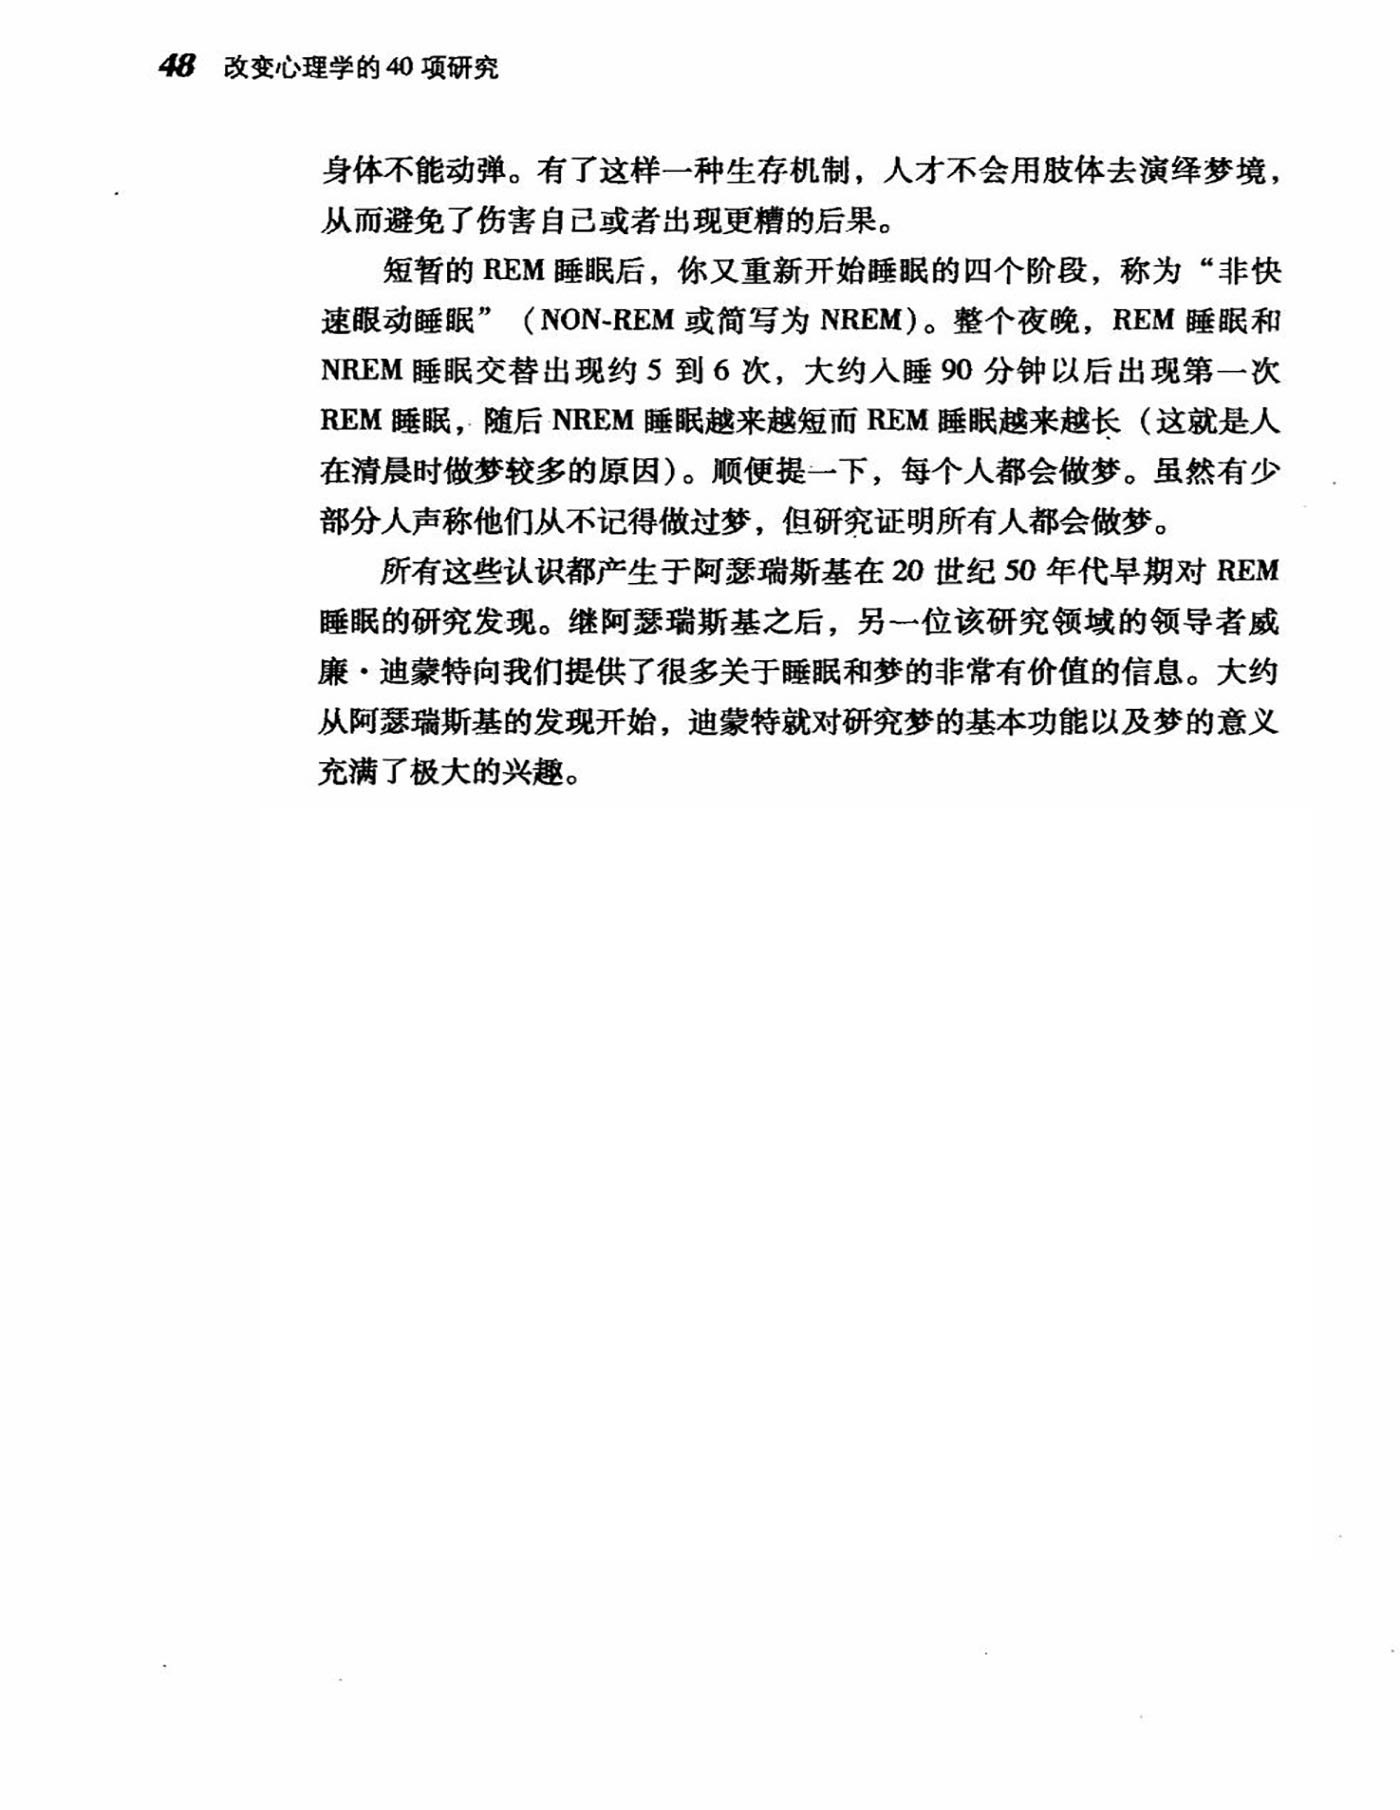 48 改变心理学的 40 项研究
身体不能动弹。有了这样一种生存机制，人才不会用肢体去演绎梦境，
从而避免了伤害自己或者出现更糟的后果。
短暂的 REM 睡眠后，你又重新开始睡眠的四个阶段，称为“非快
速眼动睡眠”（NON-REM 或简写为 NREM）。整个夜晚，REM 睡眠和
NREM 睡眠交替出现约 5 到 6 次，大约入睡 90 分钟以后出现第一次
REM 睡眠，随后 NREM 睡眠越来越短而 REM 睡眠越来越长（这就是人
在清晨时做梦较多的原因）。顺便提一下，每个人都会做梦。虽然有少
部分人声称他们从不记得做过梦，但研究证明所有人都会做梦。
所有这些认识都产生于阿瑟瑞斯基在 20 世纪 50 年代早期对 REM
睡眠的研究发现。继阿瑟瑞斯基之后，另一位该研究领域的领导者威
廉·迪蒙特向我们提供了很多关于睡眠和梦的非常有价值的信息。大约
从阿瑟瑞斯基的发现开始，迪蒙特就对研究梦的基本功能以及梦的意义
充满了极大的兴趣。